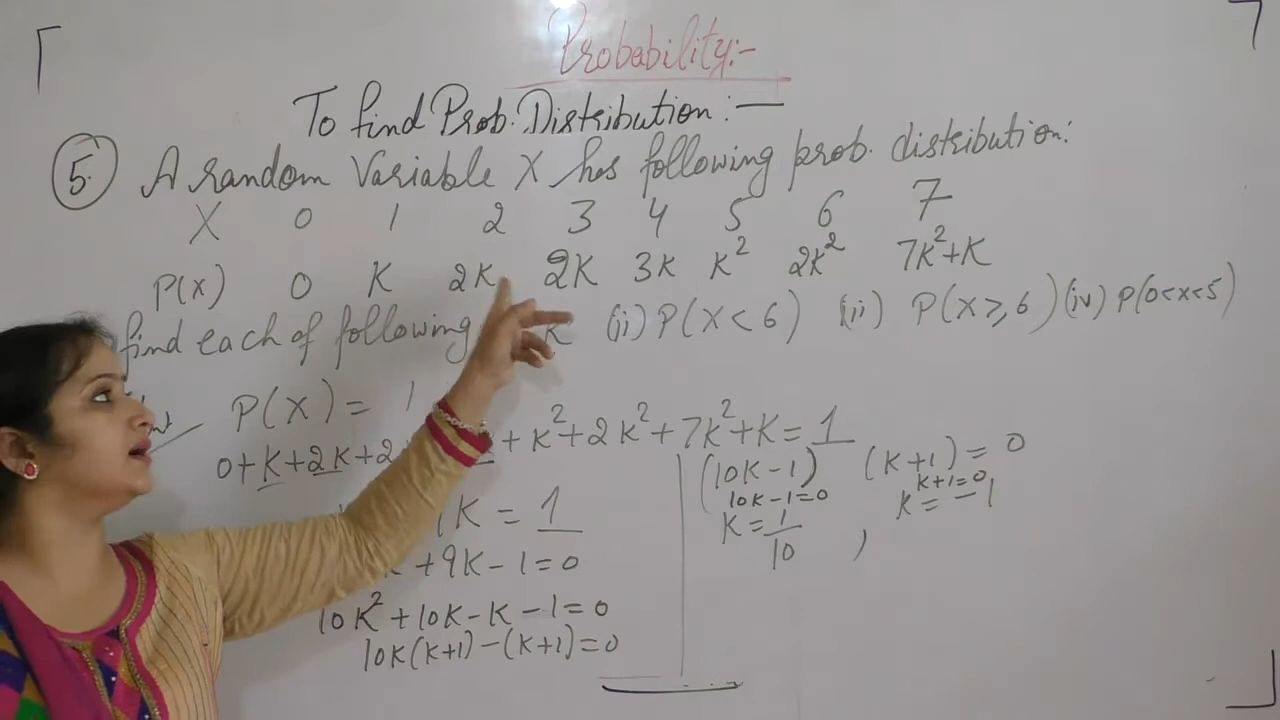 Probability:-
To find Prob. Distribution:—
5. A random Variable X has following prob. distribution:
X 0 1 2 3 4 5 6 7
P(X) 0 K 2K 2K 3K K² 2K² 7K²+K
find each of following K (ii) P(X<6) (ii) P(X≥6) (iv) P(0<X<5)
P(X) = 1
0+K+2K+2 +K²+2K²+7K²+K=1
K = 1
+9K-1=0
10K²+10K-K-1=0
10K(K+1)-(K+1)=0
(10K-1) (K+1)=0
10K-1=0 K+1=0
K=1/10 , K=-1